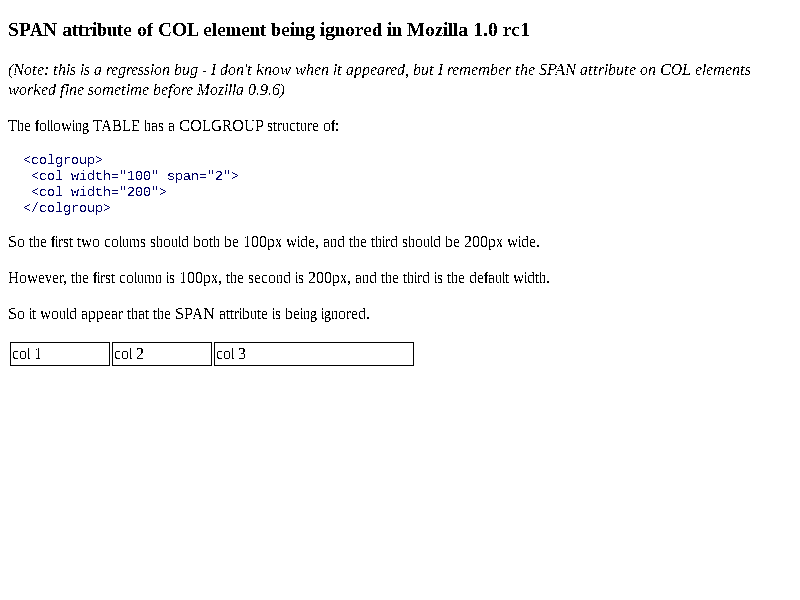 SPAN attribute of COL element being ignored in Mozilla 1.0 rc1
(Note: this is a regression bug - I don't know when it appeared, but I remember the SPAN attribute on COL elements
worked fine sometime before Mozilla 0.9.6)
The following TABLE has a COLGROUP structure of:
<colgroup>
<col width="100" span="2">
<col width="200">
</colgroup>
So the first two colums should both be 100px wide, and the third should be 200px wide.
However, the first column is 100px, the second is 200px, and the third is the default width.
So it would appear that the SPAN attribute is being ignored.
col 1 col 2 col 3